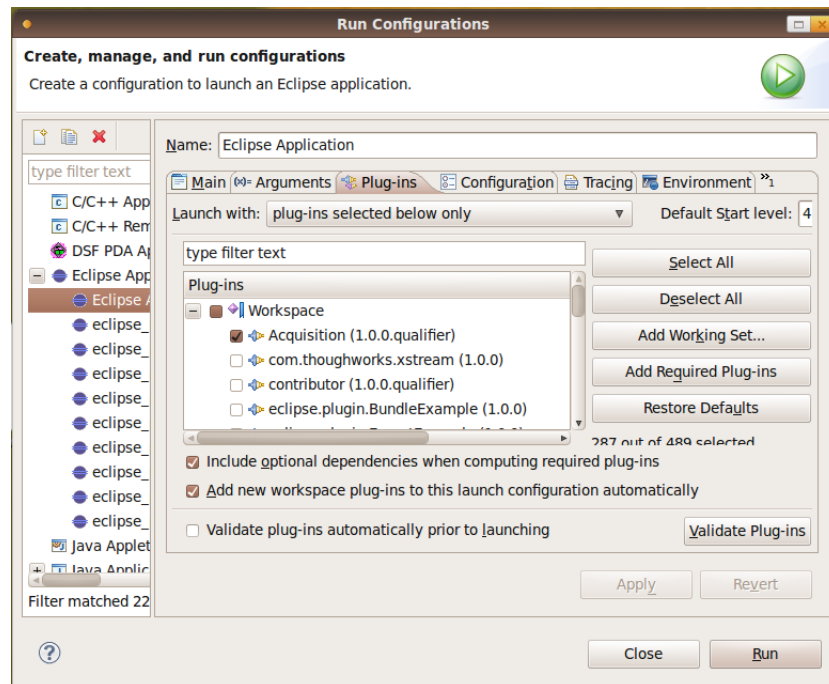 Run Configurations
Create, manage, and run configurations
Create a configuration to launch an Eclipse application.
type filter text
C/C++ App
C/C++ Rem
DSF PDA Ap
Eclipse App
Eclipse A
eclipse_
eclipse_
eclipse_
eclipse_
eclipse_
eclipse_
eclipse_
eclipse_
eclipse_
Java Applet
Java Applic
Filter matched 22
Name: Eclipse Application
Main (x)= Arguments Plug-ins Configuration Tracing Environment »1
Launch with: plug-ins selected below only Default Start level: 4
type filter text
Plug-ins
Workspace
Acquisition (1.0.0.qualifier)
com.thoughworks.xstream (1.0.0)
contributor (1.0.0.qualifier)
eclipse.plugin.BundleExample (1.0.0)
Select All
Deselect All
Add Working Set...
Add Required Plug-ins
Restore Defaults
287 out of 489 selected
Include optional dependencies when computing required plug-ins
Add new workspace plug-ins to this launch configuration automatically
Validate plug-ins automatically prior to launching Validate Plug-ins
Apply Revert
Close Run